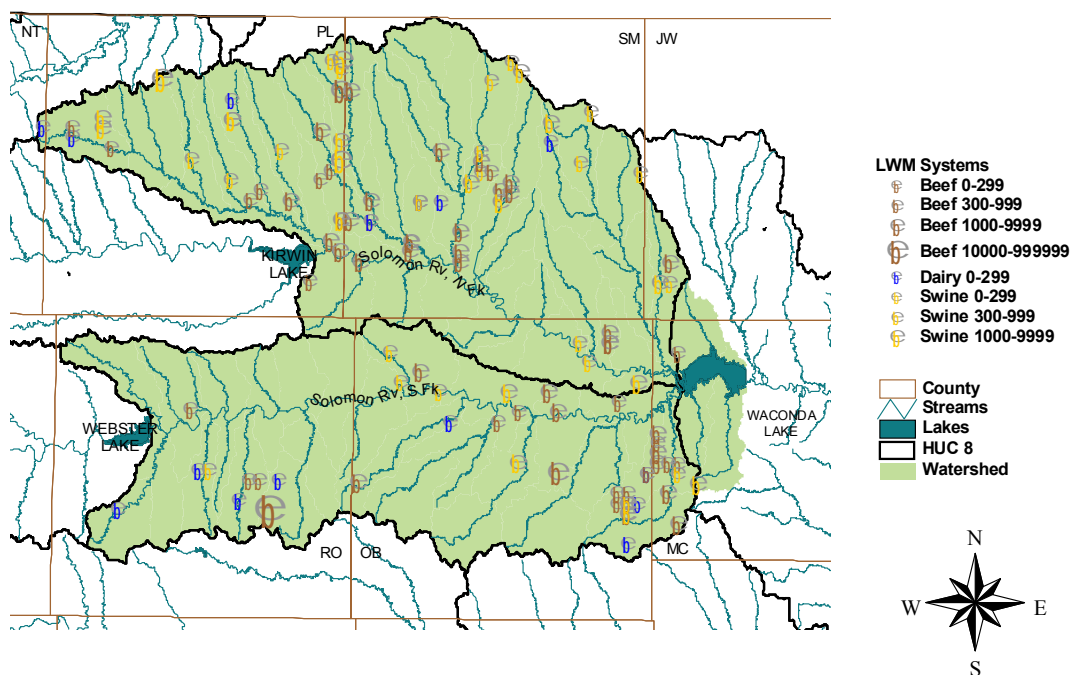 NT
PL
SM
JW
KIRWIN
LAKE
Solomon Rv, N Fk
Solomon Rv, S Fk
WEBSTER
LAKE
WACONDA
LAKE
RO
OB
MC
LWM Systems
Beef 0-299
Beef 300-999
Beef 1000-9999
Beef 10000-999999
Dairy 0-299
Swine 0-299
Swine 300-999
Swine 1000-9999
County
Streams
Lakes
HUC 8
Watershed
N
W
E
S